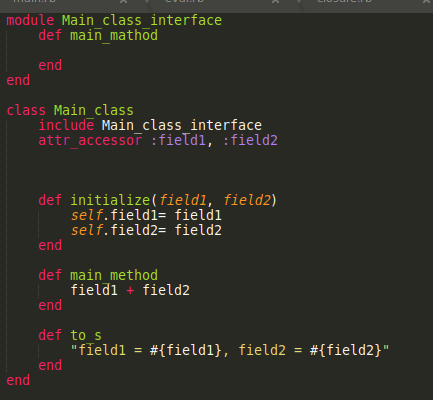 main.rb eval.rb closure.rb
module Main_class_interface
    def main_mathod

    end
end

class Main_class
    include Main_class_interface
    attr_accessor :field1, :field2



    def initialize(field1, field2)
        self.field1= field1
        self.field2= field2
    end

    def main_method
        field1 + field2
    end

    def to_s
        "field1 = #{field1}, field2 = #{field2}"
    end
end